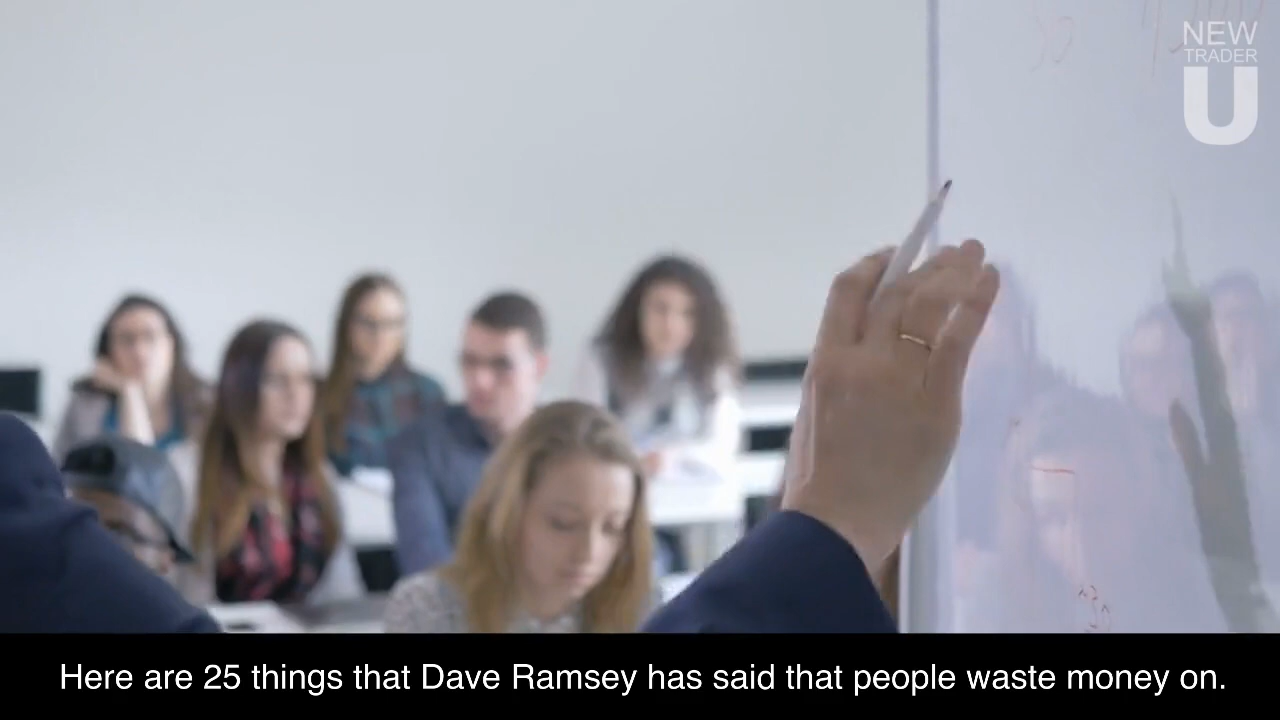 NEW
TRADER
U
Here are 25 things that Dave Ramsey has said that people waste money on.